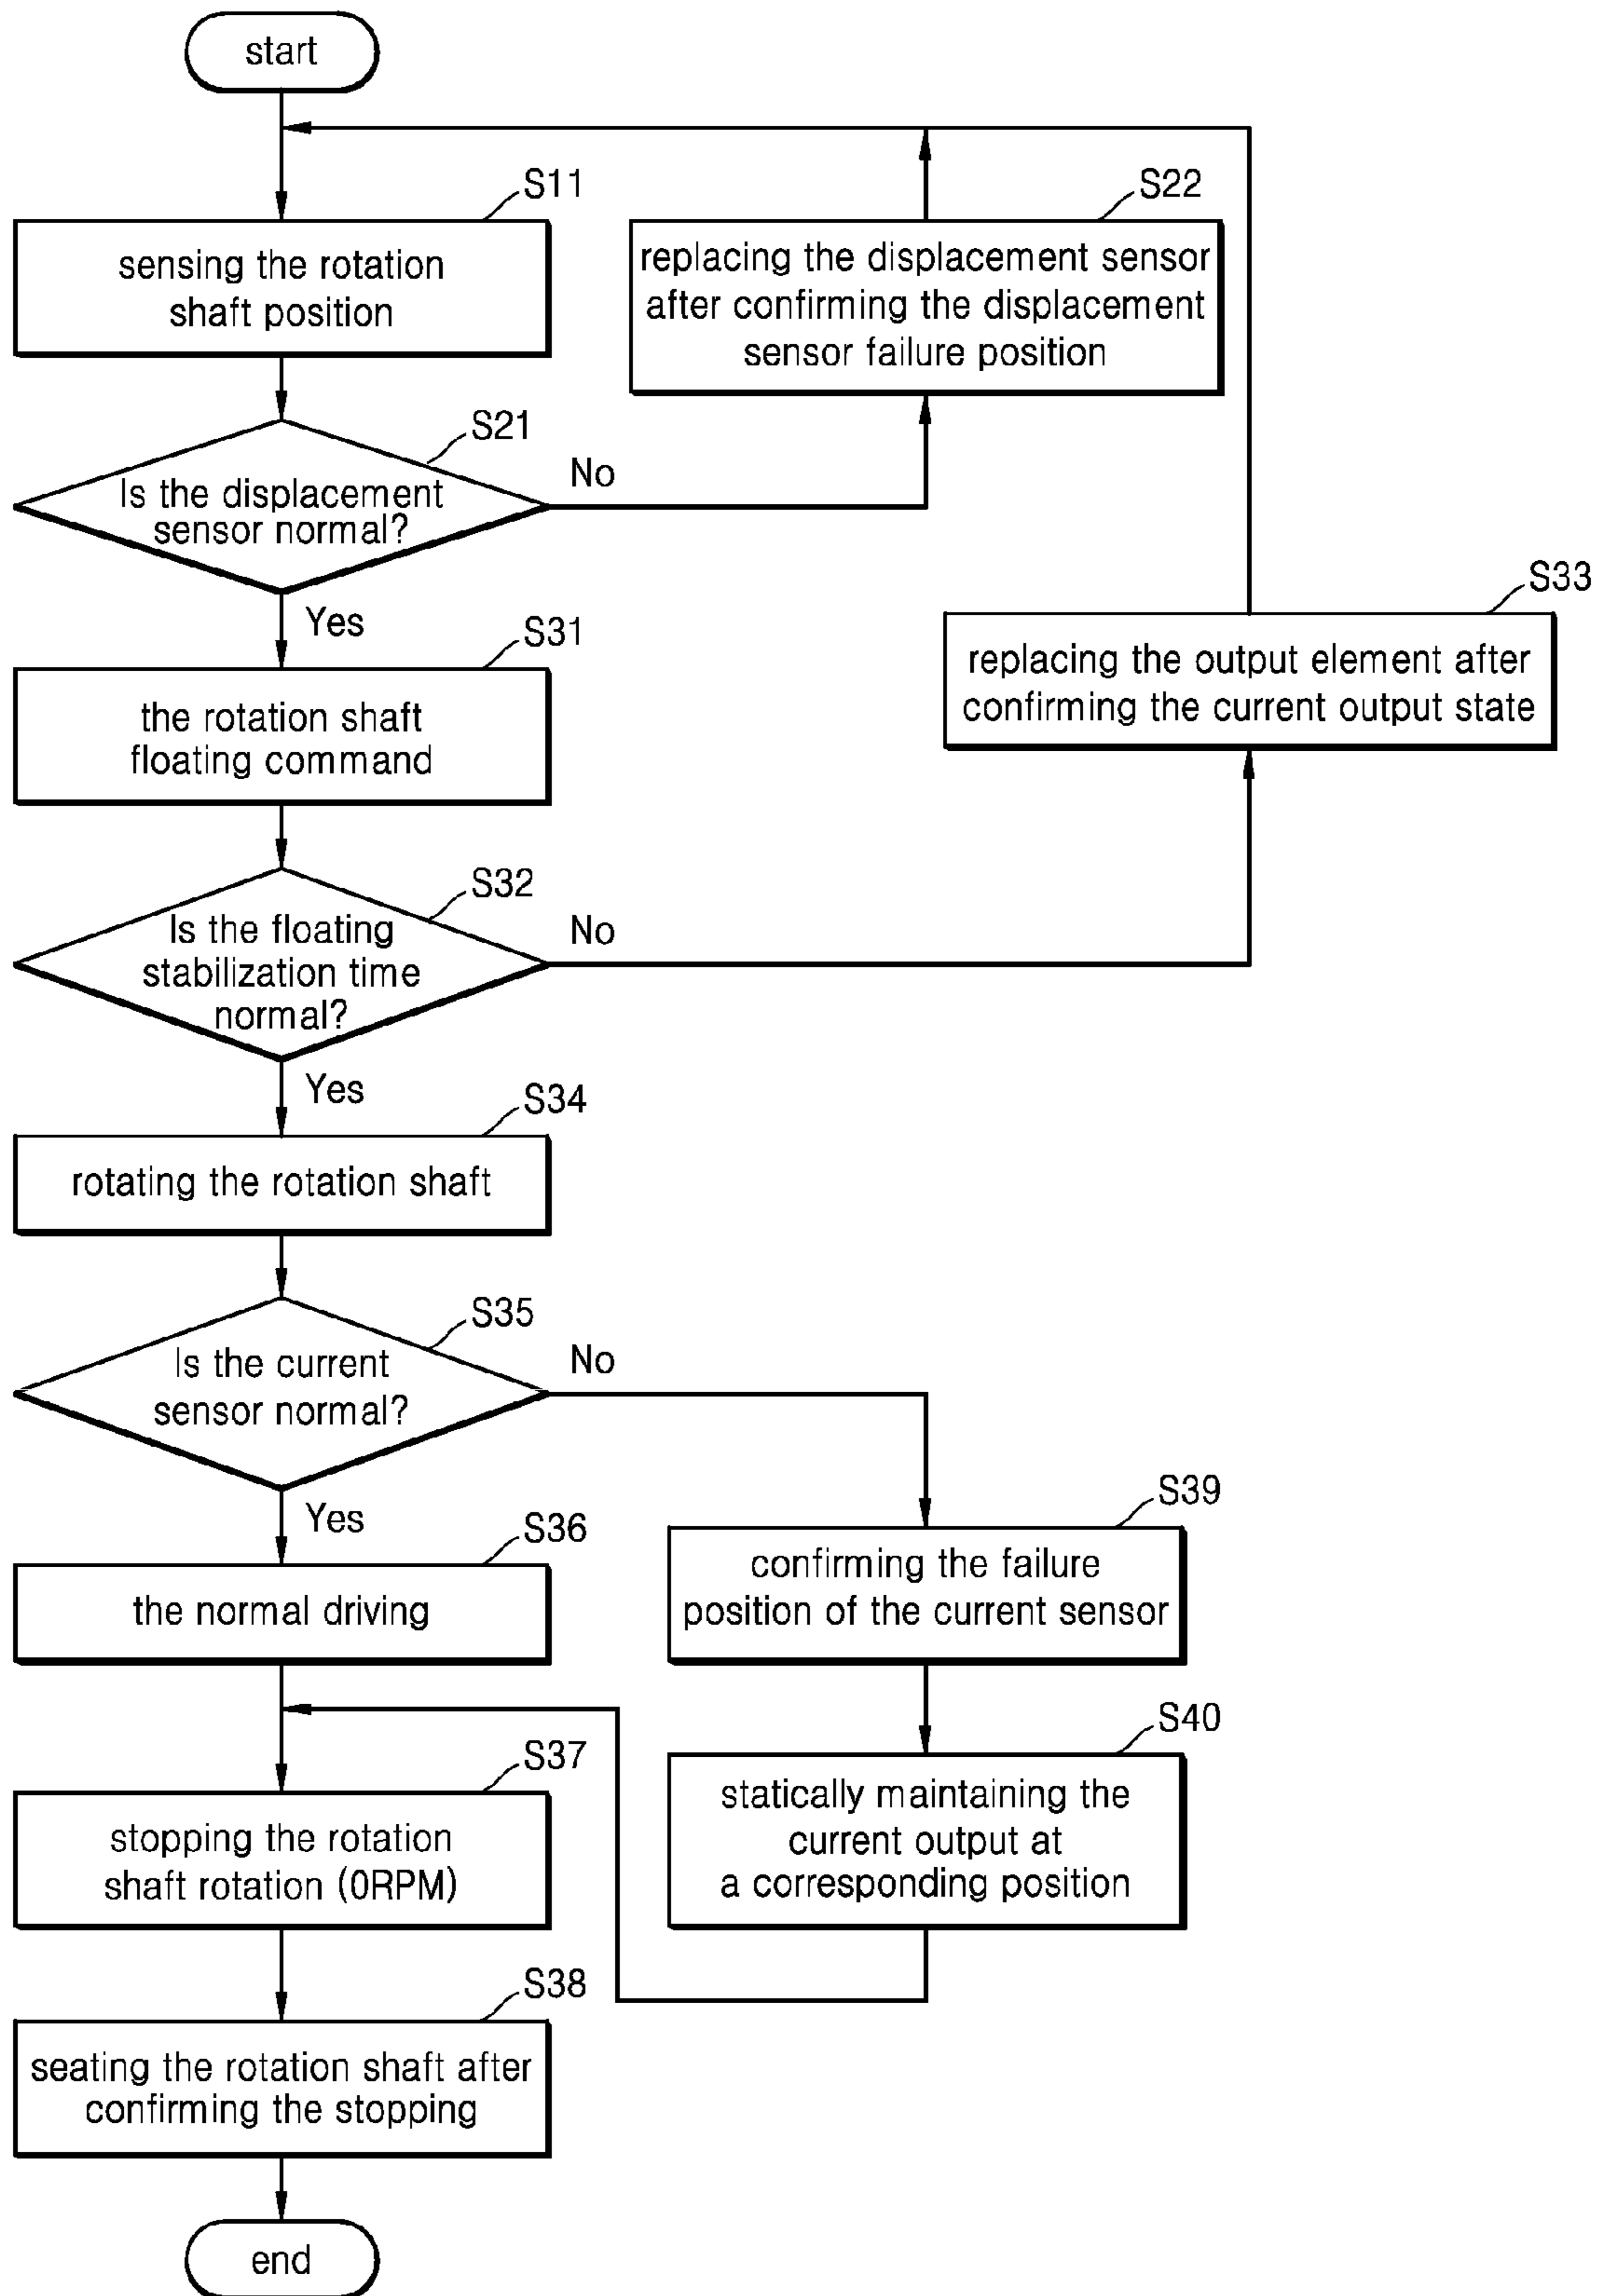 start
S11
sensing the rotation
shaft position
S22
replacing the displacement sensor
after confirming the displacement
sensor failure position
S21
Is the displacement
sensor normal?
No
Yes
S31
the rotation shaft
floating command
S33
replacing the output element after
confirming the current output state
S32
Is the floating
stabilization time
normal?
No
Yes
S34
rotating the rotation shaft
S35
Is the current
sensor normal?
No
Yes
S36
the normal driving
S39
confirming the failure
position of the current sensor
S37
stopping the rotation
shaft rotation (0RPM)
S40
statically maintaining the
current output at
a corresponding position
S38
seating the rotation shaft after
confirming the stopping
end